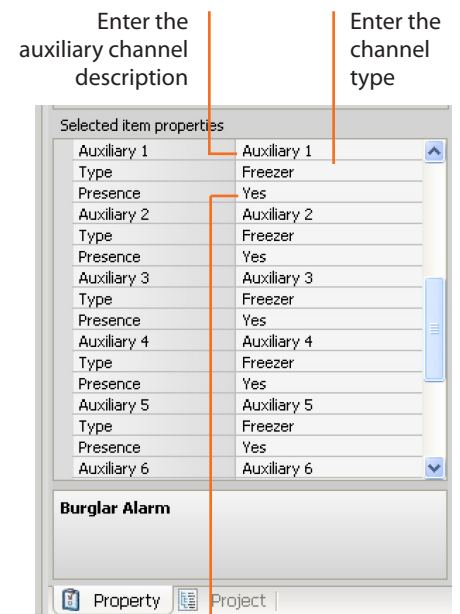 Enter the
auxiliary channel
description
Enter the
channel
type
Selected item properties
Auxiliary 1 Auxiliary 1
Type Freezer
Presence Yes
Auxiliary 2 Auxiliary 2
Type Freezer
Presence Yes
Auxiliary 3 Auxiliary 3
Type Freezer
Presence Yes
Auxiliary 4 Auxiliary 4
Type Freezer
Presence Yes
Auxiliary 5 Auxiliary 5
Type Freezer
Presence Yes
Auxiliary 6 Auxiliary 6
Burglar Alarm
Property Project